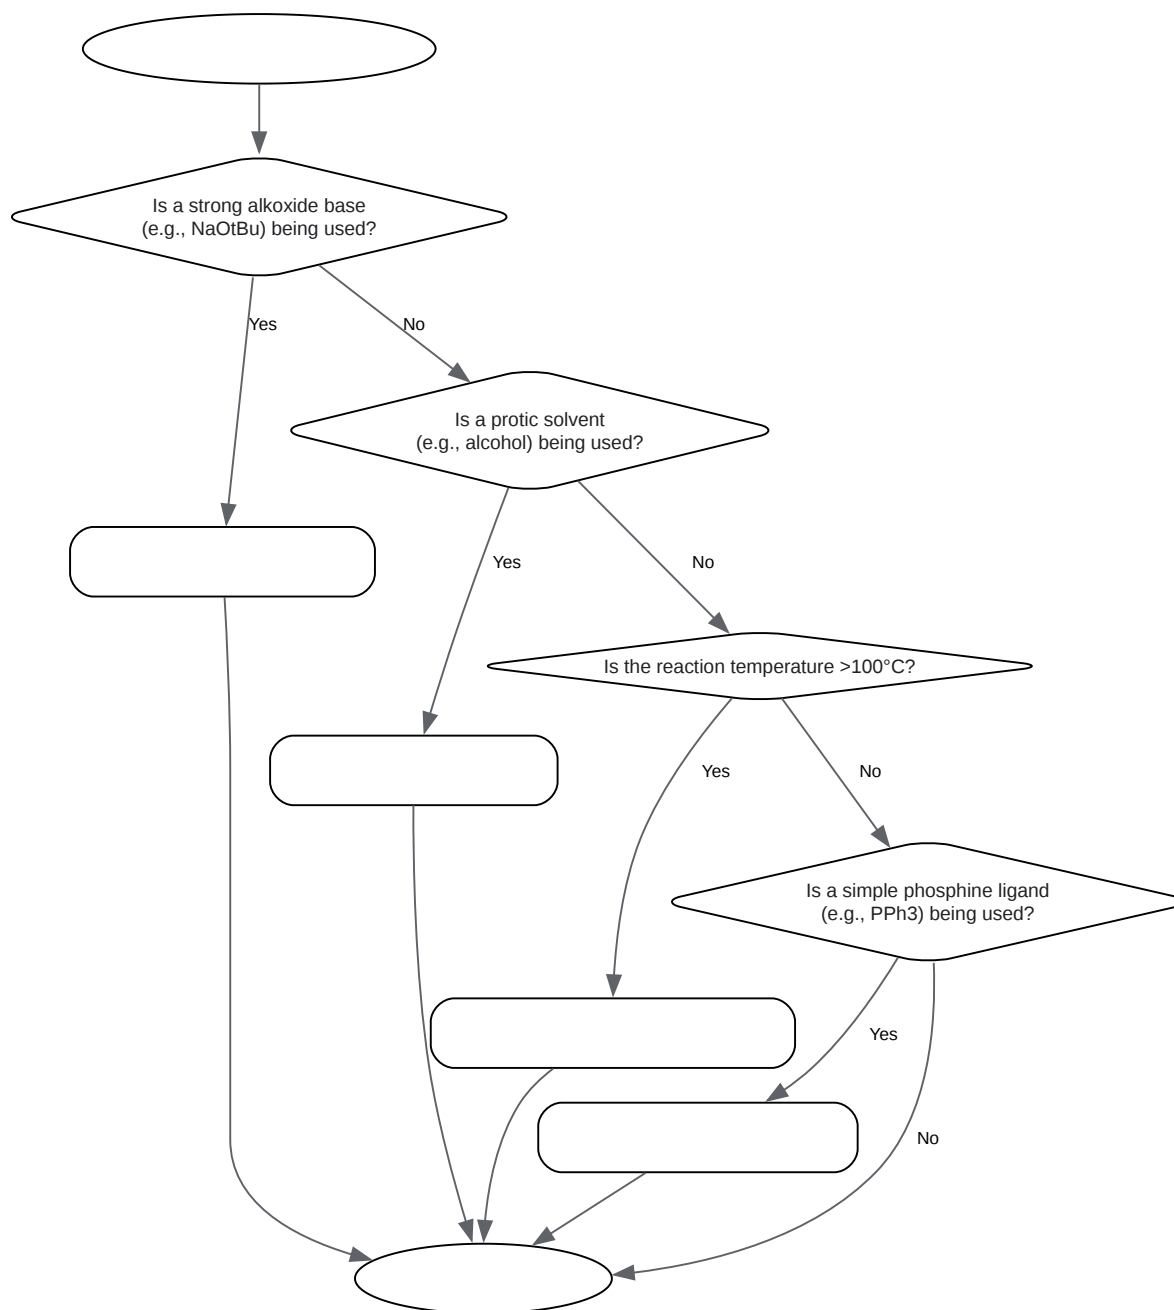 Is a strong alkoxide base
(e.g., NaOtBu) being used?
Yes
No
Is a protic solvent
(e.g., alcohol) being used?
Yes
No
Is the reaction temperature >100°C?
Yes
No
Is a simple phosphine ligand
(e.g., PPh3) being used?
Yes
No